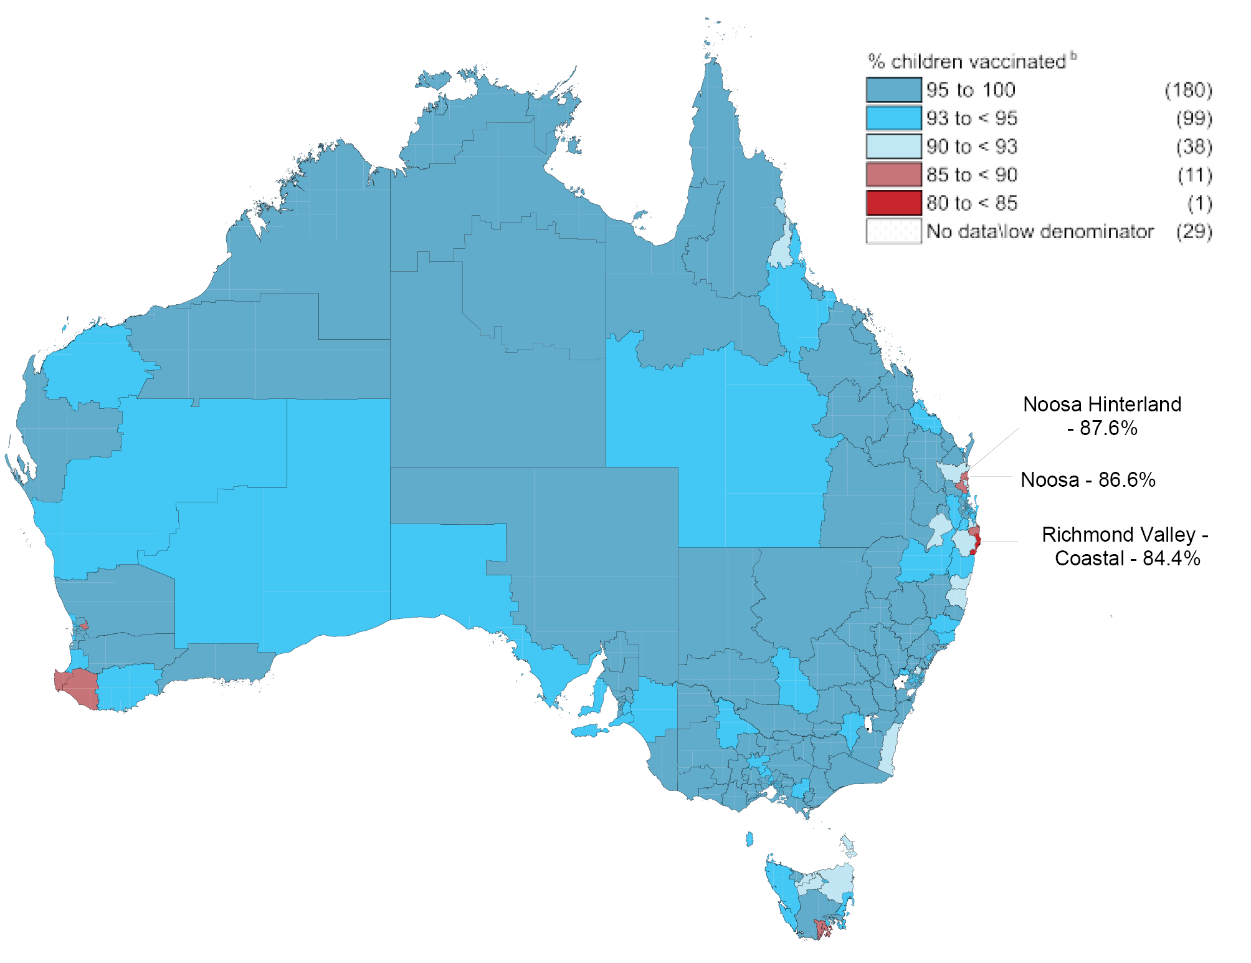 % children vaccinated b
95 to 100 (180)
93 to < 95 (99)
90 to < 93 (38)
85 to < 90 (11)
80 to < 85 (1)
No data\low denominator (29)
Noosa Hinterland
- 87.6%
Noosa - 86.6%
Richmond Valley -
Coastal - 84.4%